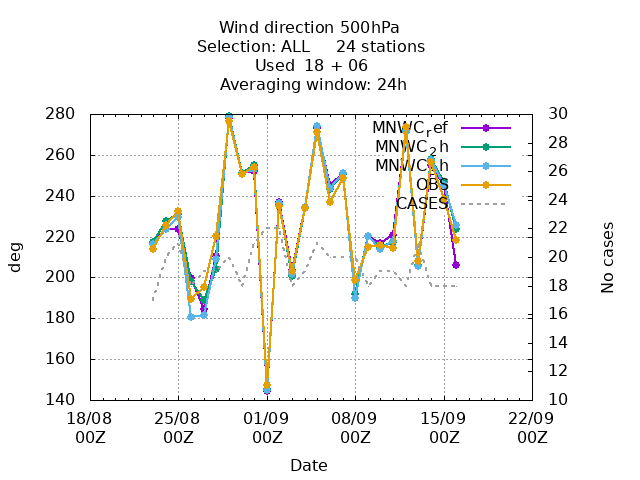 Wind direction 500hPa
Selection: ALL 24 stations
Used 18 + 06
Averaging window: 24h
280
260
240
220
200
180
160
140
30
28
26
24
22
20
18
16
14
12
10
MNWC_ref
MNWC_2h
h
OBS
CASES
deg
No cases
18/08 25/08 01/09 08/09 15/09 22/09
00Z 00Z 00Z 00Z 00Z 00Z
Date